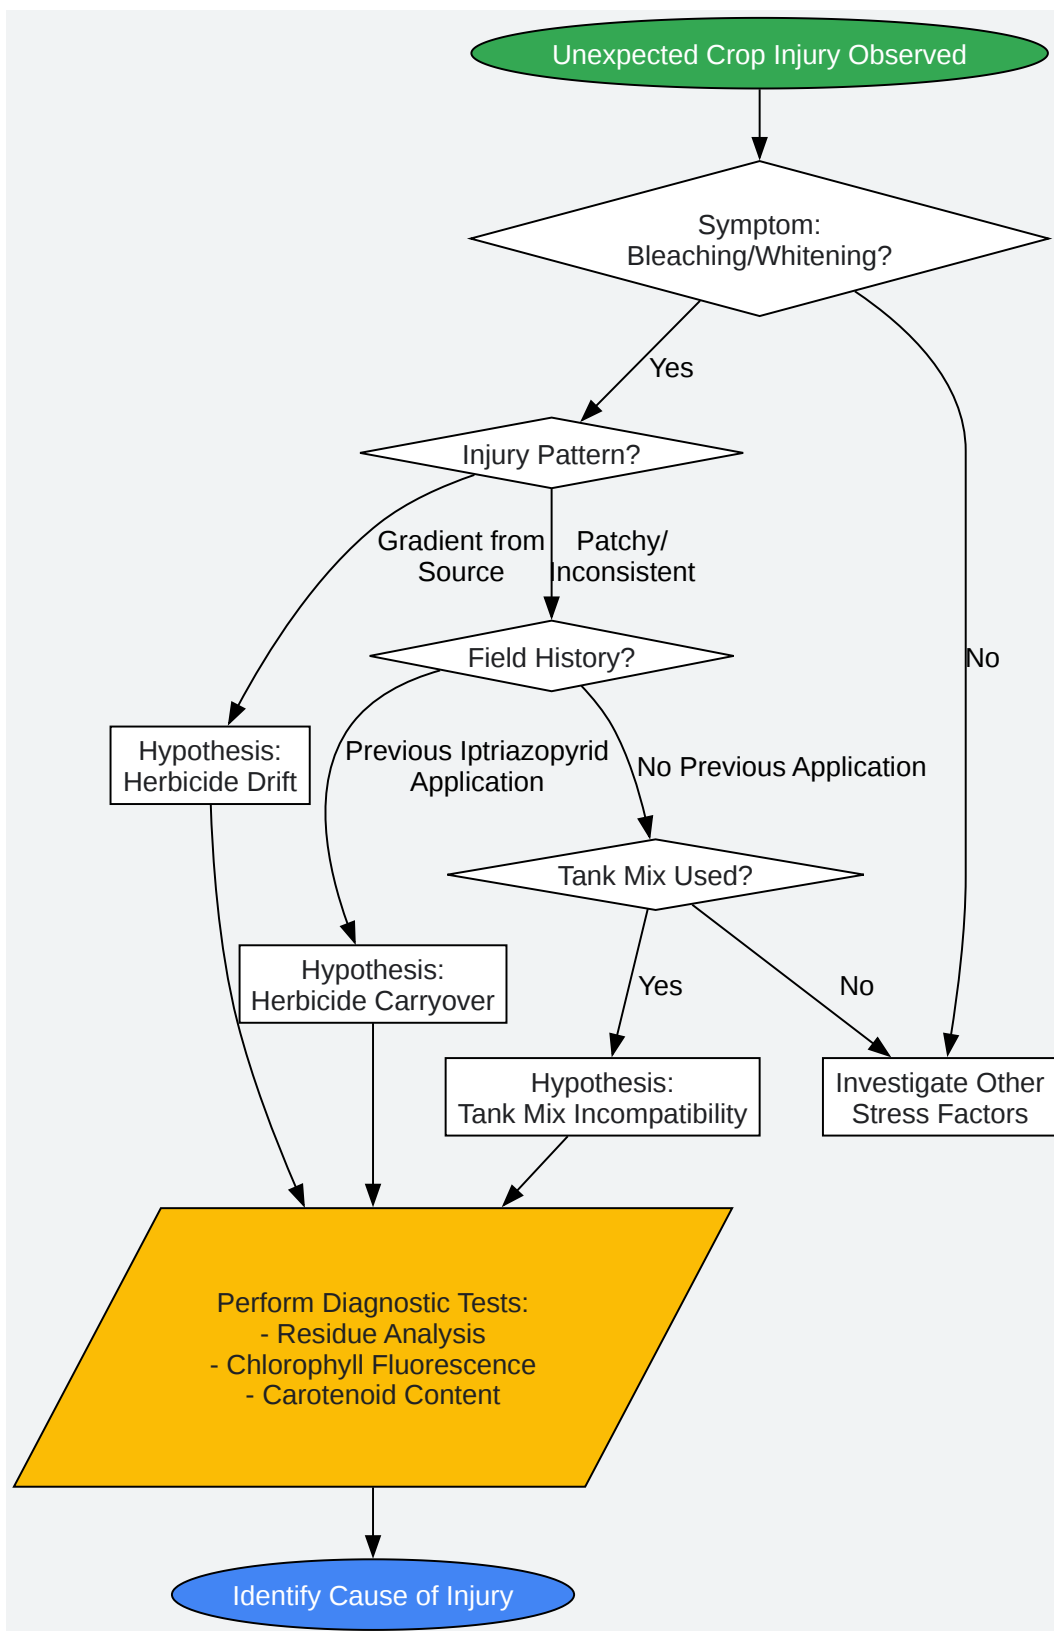 Unexpected Crop Injury Observed
Symptom:
Bleaching/Whitening?
Yes
Injury Pattern?
Gradient from
Source
Patchy/
Inconsistent
Field History?
No
Hypothesis:
Herbicide Drift
Previous Iptriazopyrid
Application
No Previous Application
Tank Mix Used?
Hypothesis:
Herbicide Carryover
Yes
No
Hypothesis:
Tank Mix Incompatibility
Investigate Other
Stress Factors
Perform Diagnostic Tests:
- Residue Analysis
- Chlorophyll Fluorescence
- Carotenoid Content
Identify Cause of Injury